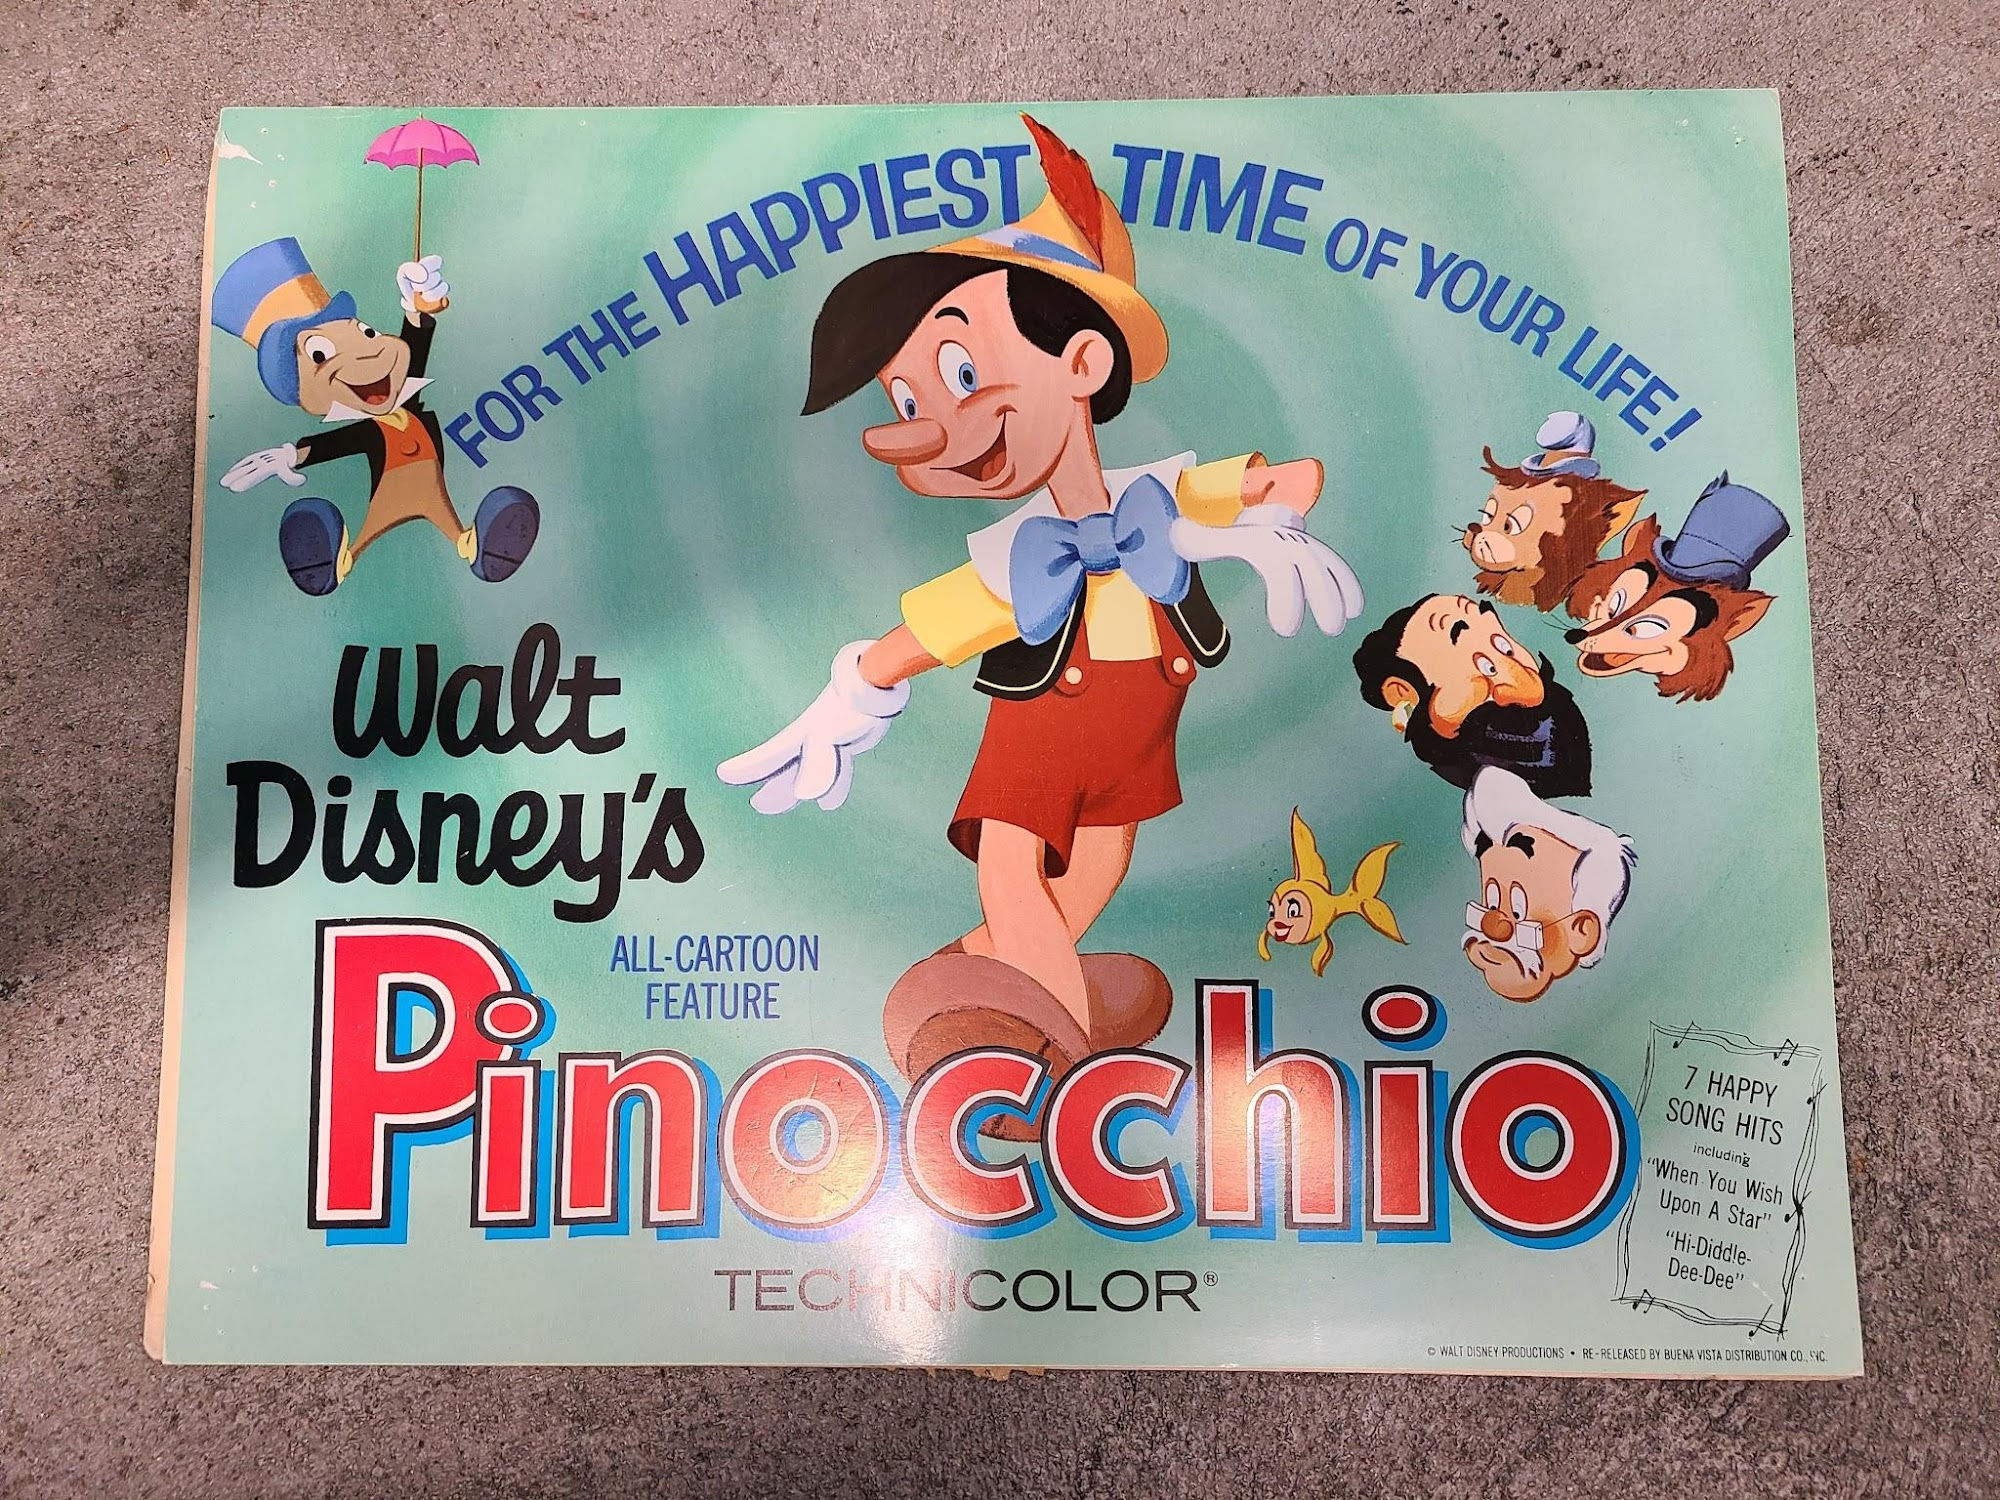 FOR THE HAPPIEST TIME OF YOUR LIFE!
Walt
Disney's
ALL-CARTOON
FEATURE
Pinocchio
TECHNICOLOR®
7 HAPPY
SONG HITS
including
"When You Wish
Upon A Star"
"Hi-Diddle-
Dee-Dee"
© WALT DISNEY PRODUCTIONS • RE-RELEASED BY BUENA VISTA DISTRIBUTION CO., INC.